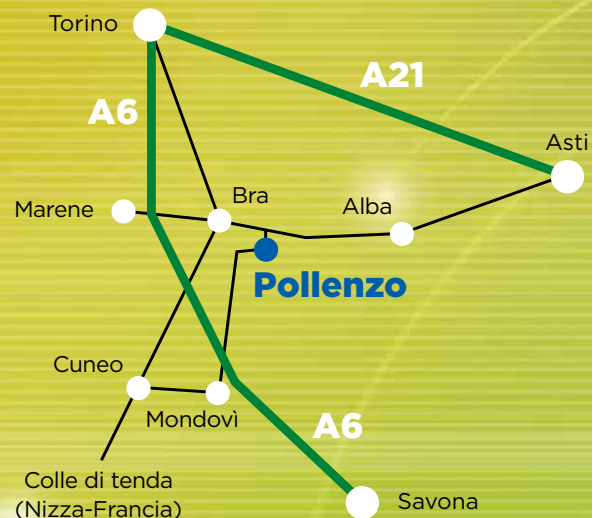 Torino
A21
A6
Asti
Bra
Marene
Alba
Pollenzo
Cuneo
Mondovì
A6
Colle di tenda
(Nizza-Francia)
Savona